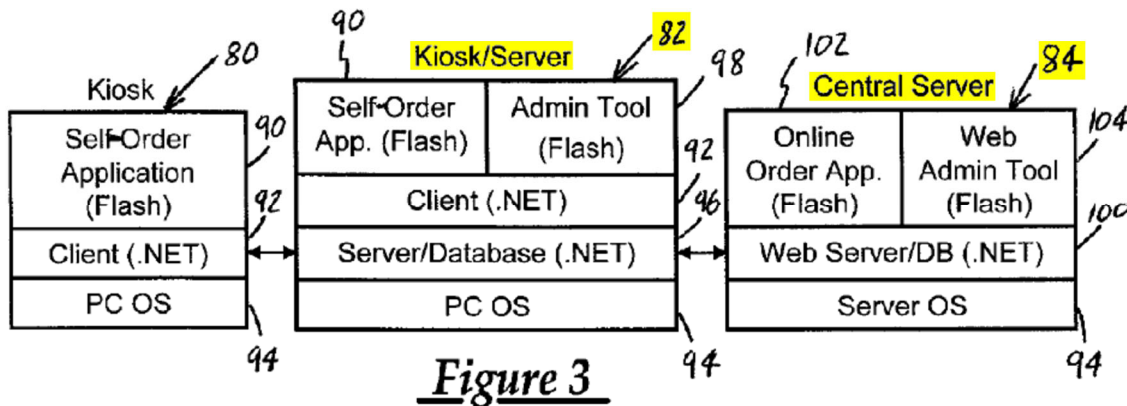 90
82
80
Kiosk/Server
98
102
84
Kiosk
Central Server
Self-Order
Application
(Flash)
90
92
Client (.NET)
PC OS
94
Self-Order
App. (Flash)
Admin Tool
(Flash)
92
Client (.NET)
96
Server/Database (.NET)
PC OS
94
Online
Order App.
(Flash)
Web
Admin Tool
(Flash)
104
100
Web Server/DB (.NET)
Server OS
94
Figure 3